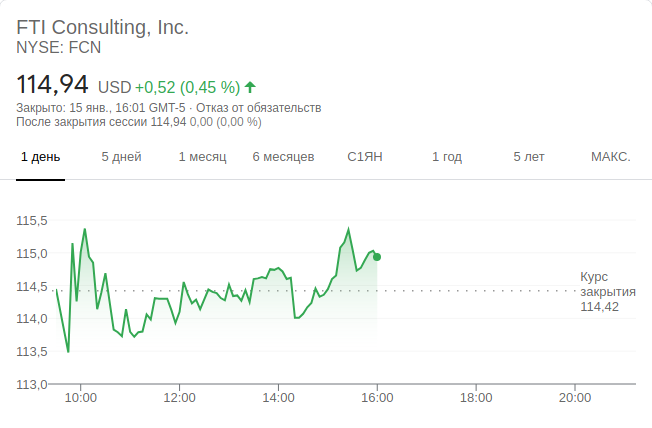 FTI Consulting, Inc.
NYSE: FCN
114,94 USD +0,52 (0,45 %)
Закрыто: 15 янв., 16:01 GMT-5 · Отказ от обязательств
После закрытия сессии 114,94 0,00 (0,00 %)
1 день 5 дней 1 месяц 6 месяцев С1ЯН 1 год 5 лет МАКС.
115,5
115,0
114,5
114,0
113,5
113,0
Курс
закрытия
114,42
10:00 12:00 14:00 16:00 18:00 20:00